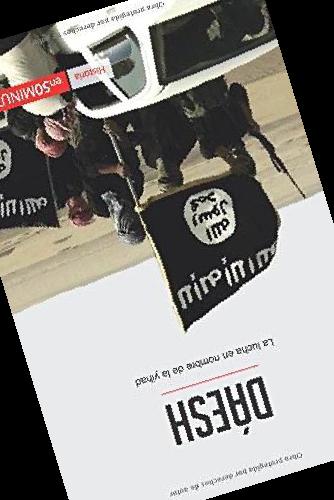 Obra protegida por derechos de autor
DÁESH
La lucha en nombre de la yihad
Historia
en50MINU
Obra protegida por derechos